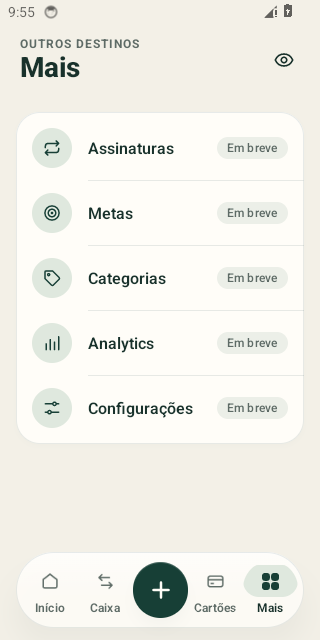 9:55
OUTROS DESTINOS
Mais
Assinaturas Em breve
Metas Em breve
Categorias Em breve
Analytics Em breve
Configurações Em breve
Início Caixa Cartões Mais